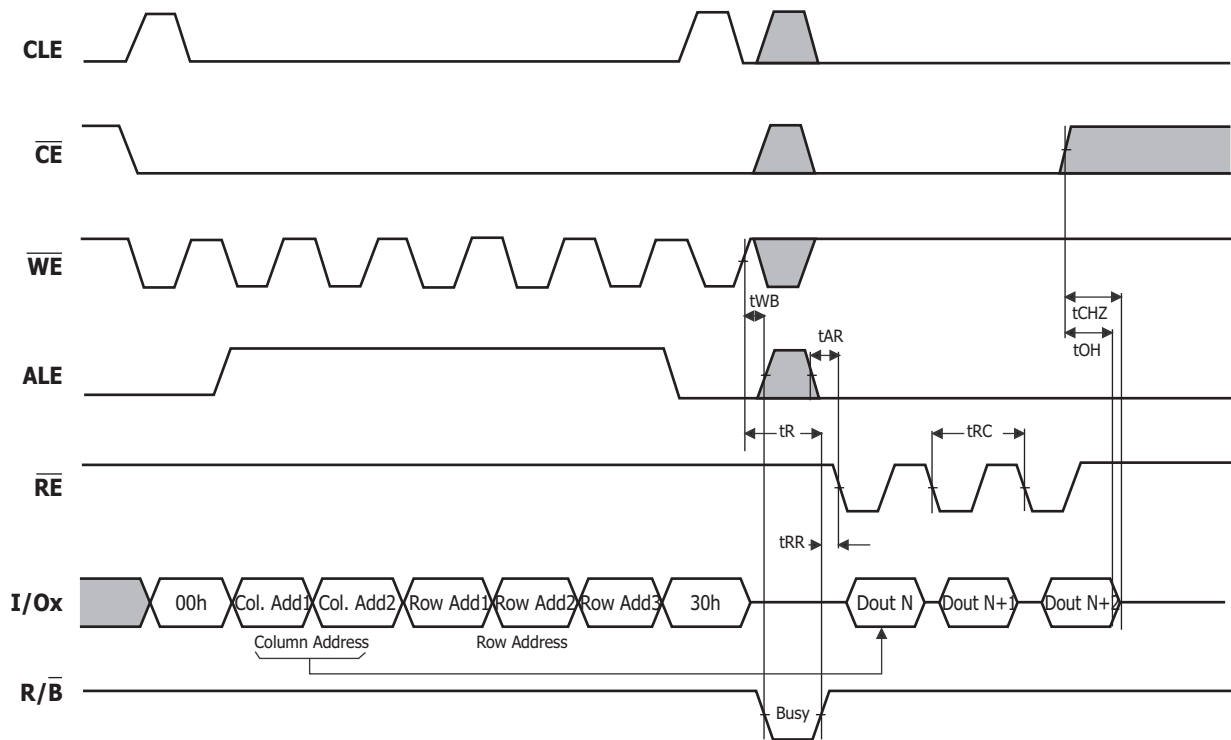 CLE
CE
WE
tWB
tCHZ
tAR
tOH
ALE
tR
tRC
RE
tRR
I/Ox
00h
Col. Add1
Col. Add2
Row Add1
Row Add2
Row Add3
30h
Dout N
Dout N+1
Dout N+2
Column Address
Row Address
R/B
Busy